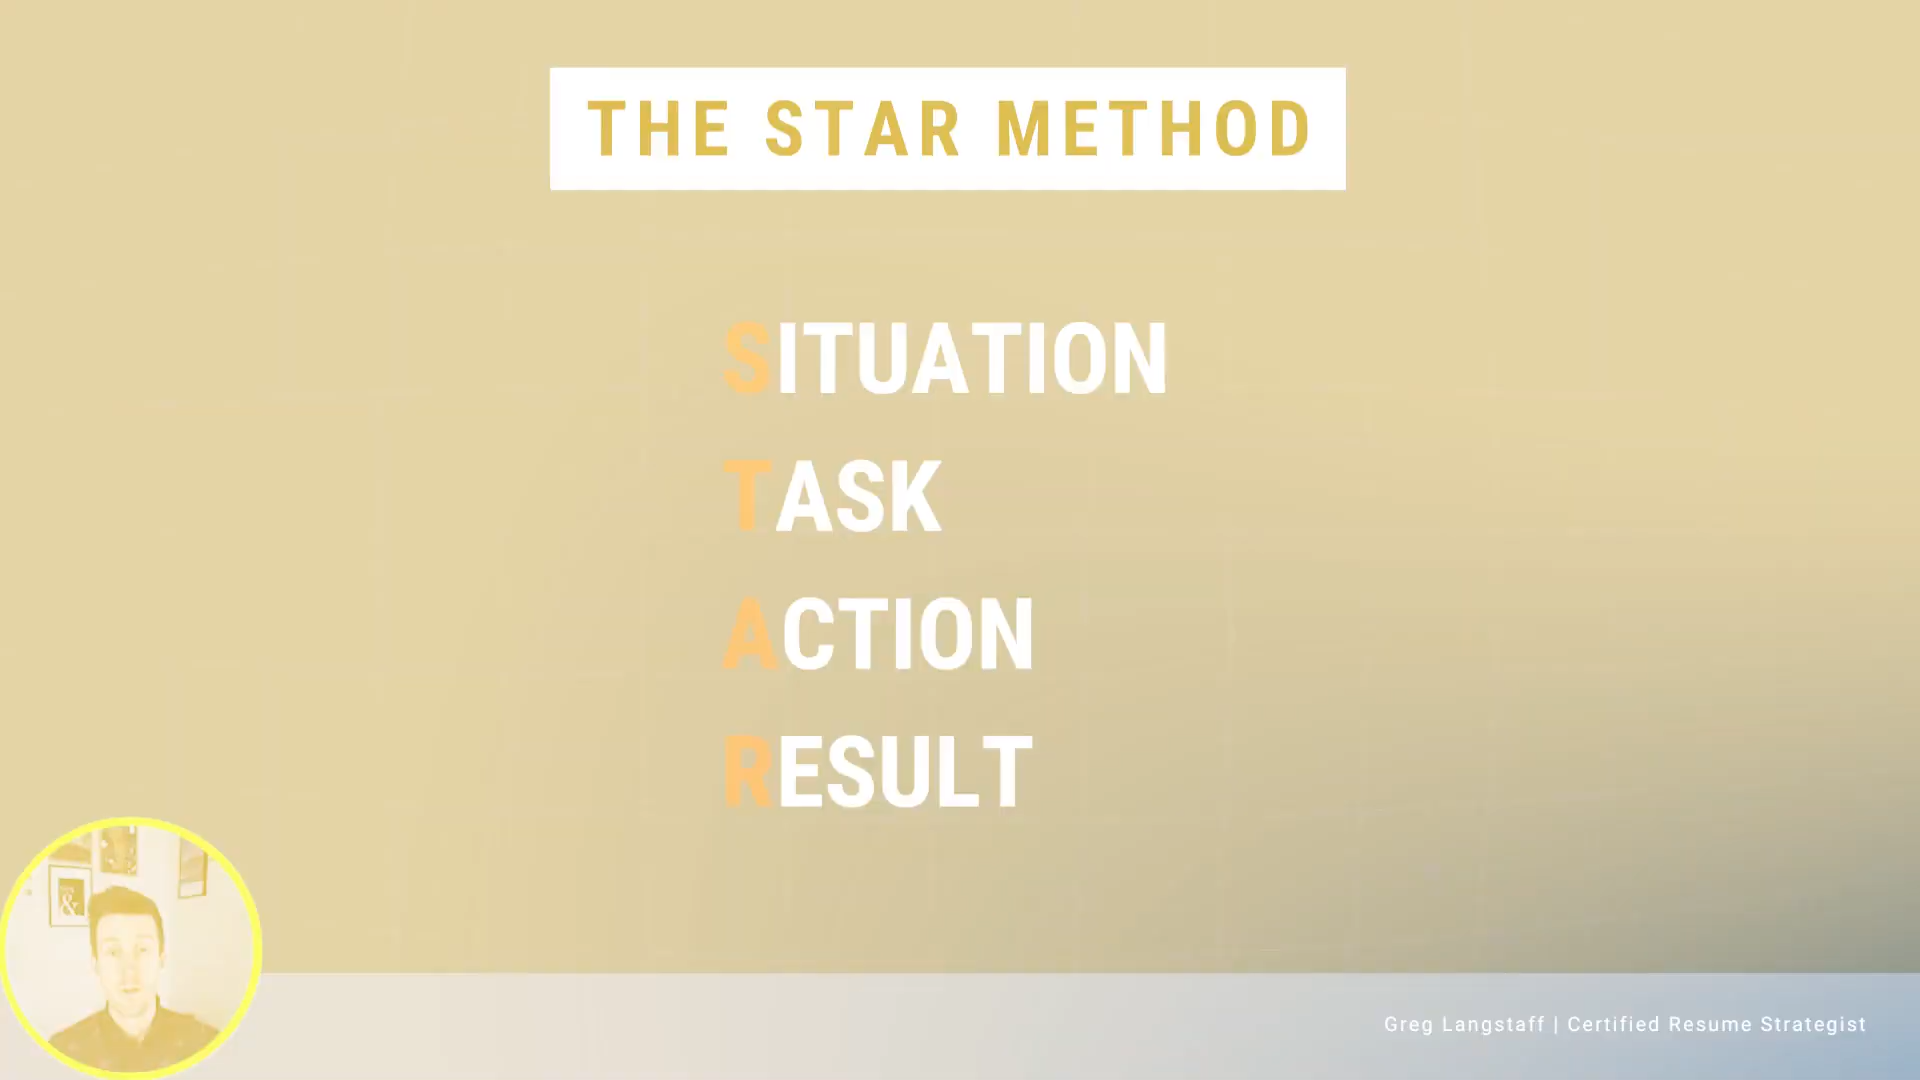 THE STAR METHOD
SITUATION
TASK
ACTION
RESULT
&
Greg Langstaff | Certified Resume Strategist